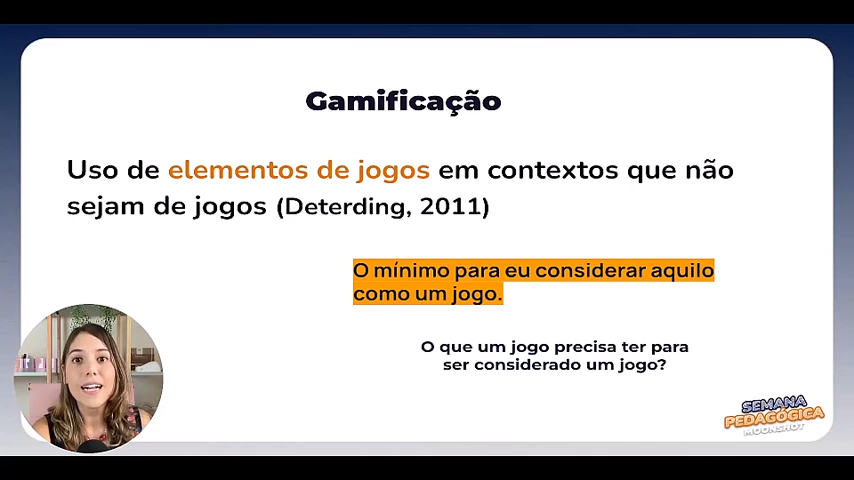 Gamificação
Uso de elementos de jogos em contextos que não
sejam de jogos (Deterding, 2011)
O mínimo para eu considerar aquilo
como um jogo.
O que um jogo precisa ter para
ser considerado um jogo?
SEMANA
PEDAGÓGICA
MOONSHOT